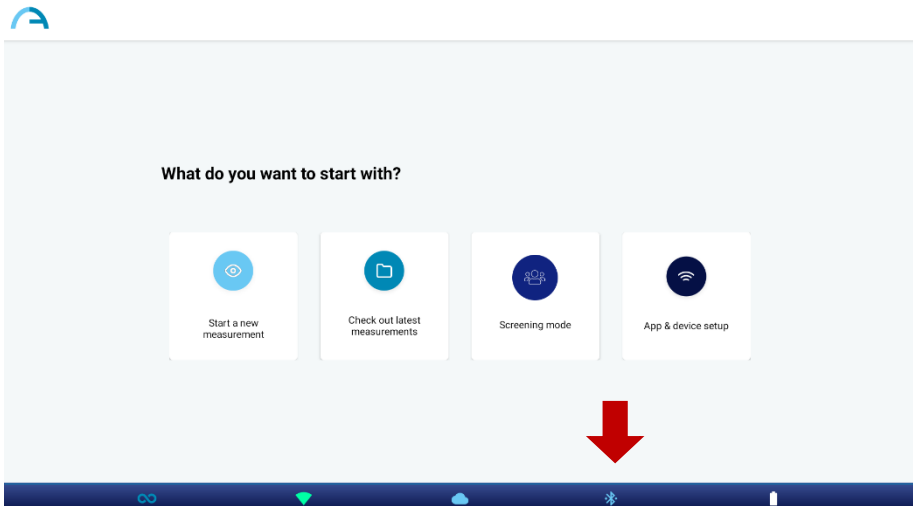 What do you want to start with?
Start a new
measurement
Check out latest
measurements
Screening mode
App & device setup